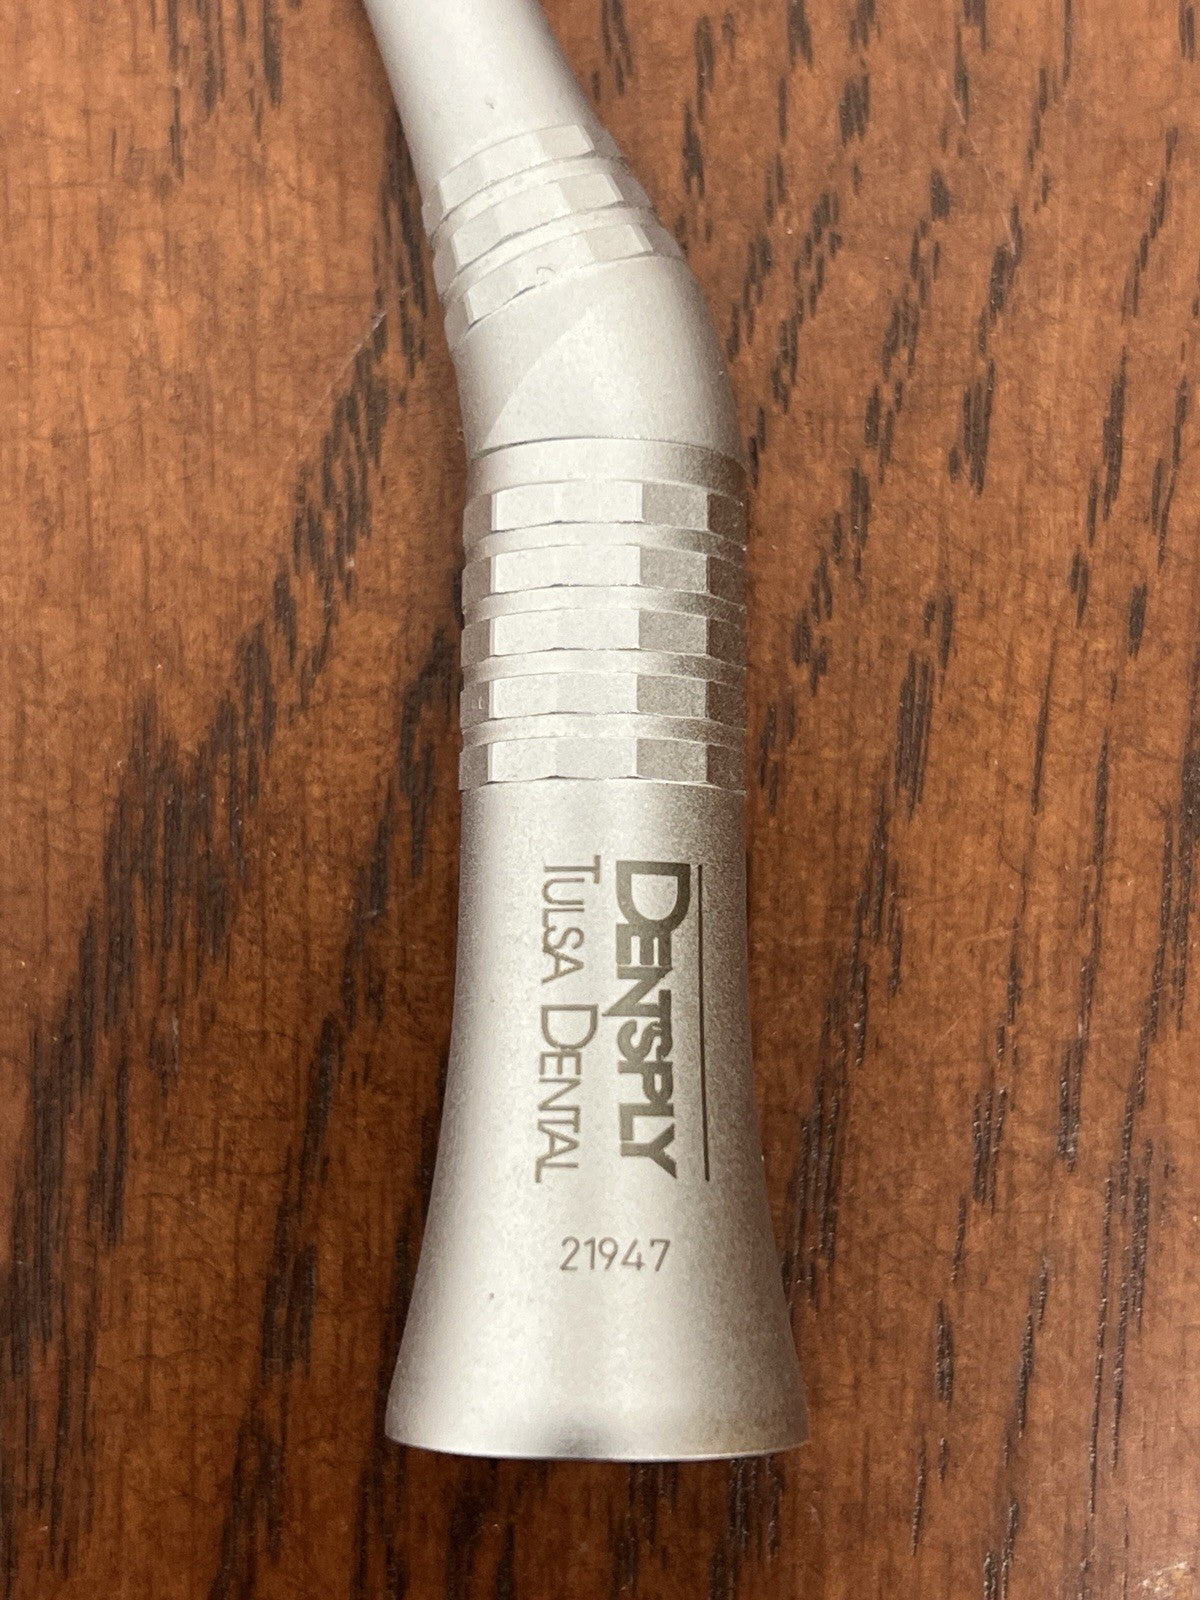 DENTSPLY
TULSA DENTAL
21947